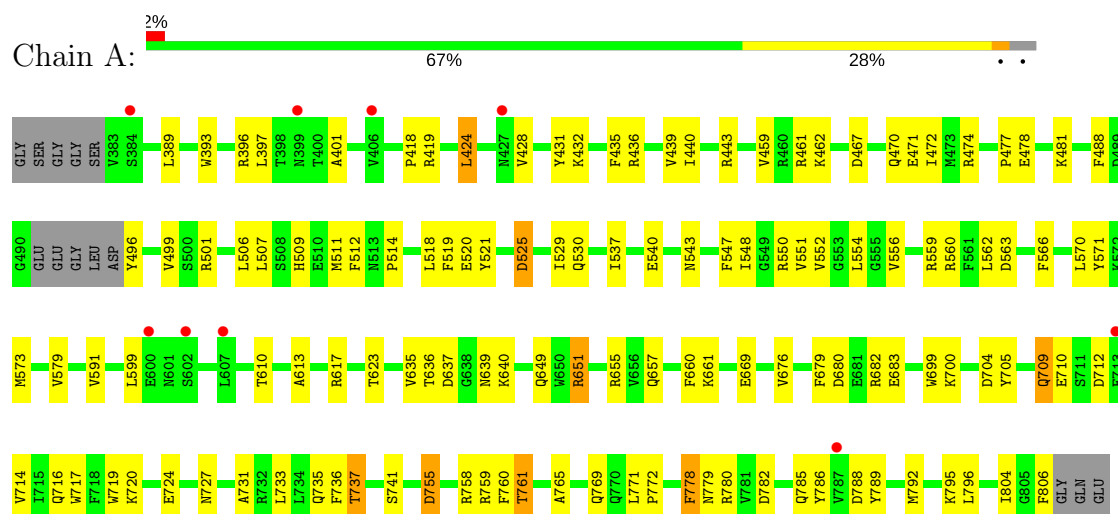 2%
Chain A:
67% 28% • •
GLY SER GLY GLY SER V383 S384 L389 W393 R396 L397 T398 N399 T400 A401 V406 P418 R419 L424 N427 V428 Y431 K432 F435 R436 V439 I440 R443 V459 R460 R461 K462 D467 Q470 E471 I472 M473 R474 P477 E478 K481 F488 D489
G490 GLU GLU GLY LEU ASP Y496 V499 S500 R501 L506 L507 S508 H509 E510 M511 F512 N513 P514 L518 F519 E520 Y521 D525 I529 Q530 I537 E540 N543 F547 I548 G549 R550 V551 V552 G553 L554 G555 V556 R559 R560 F561 L562 D563 F566 L570 Y571 K572
M573 V579 V591 L599 E600 N601 S602 L607 T610 A613 R617 T623 V635 T636 D637 G638 N639 K640 Q649 W650 R651 R655 V656 Q657 F660 K661 E669 V676 F679 D680 E681 R682 E683 W699 K700 D704 Y705 Q709 E710 S711 D712 E713
V714 I715 Q716 W717 F718 W719 K720 E724 N727 A731 R732 L733 L734 Q735 F736 T737 S741 D755 R758 R759 F760 T761 A765 Q769 Q770 L771 P772 F778 N779 R780 V781 D782 Q785 Y786 V787 D788 Y789 M792 K795 L796 I804 G805 F806 GLY GLN GLU